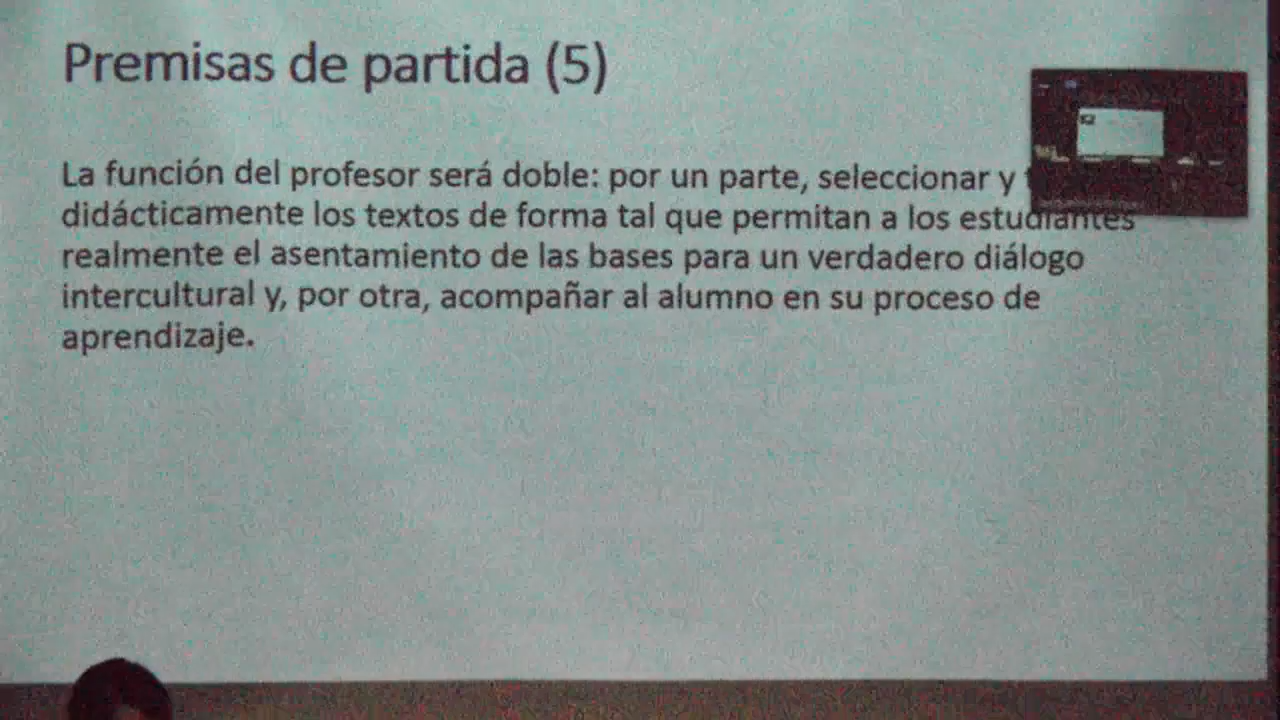 Premisas de partida (5)
La función del profesor será doble: por un parte, seleccionar y
didácticamente los textos de forma tal que permitan a los estudiantes
realmente el asentamiento de las bases para un verdadero diálogo
intercultural y, por otra, acompañar al alumno en su proceso de
aprendizaje.